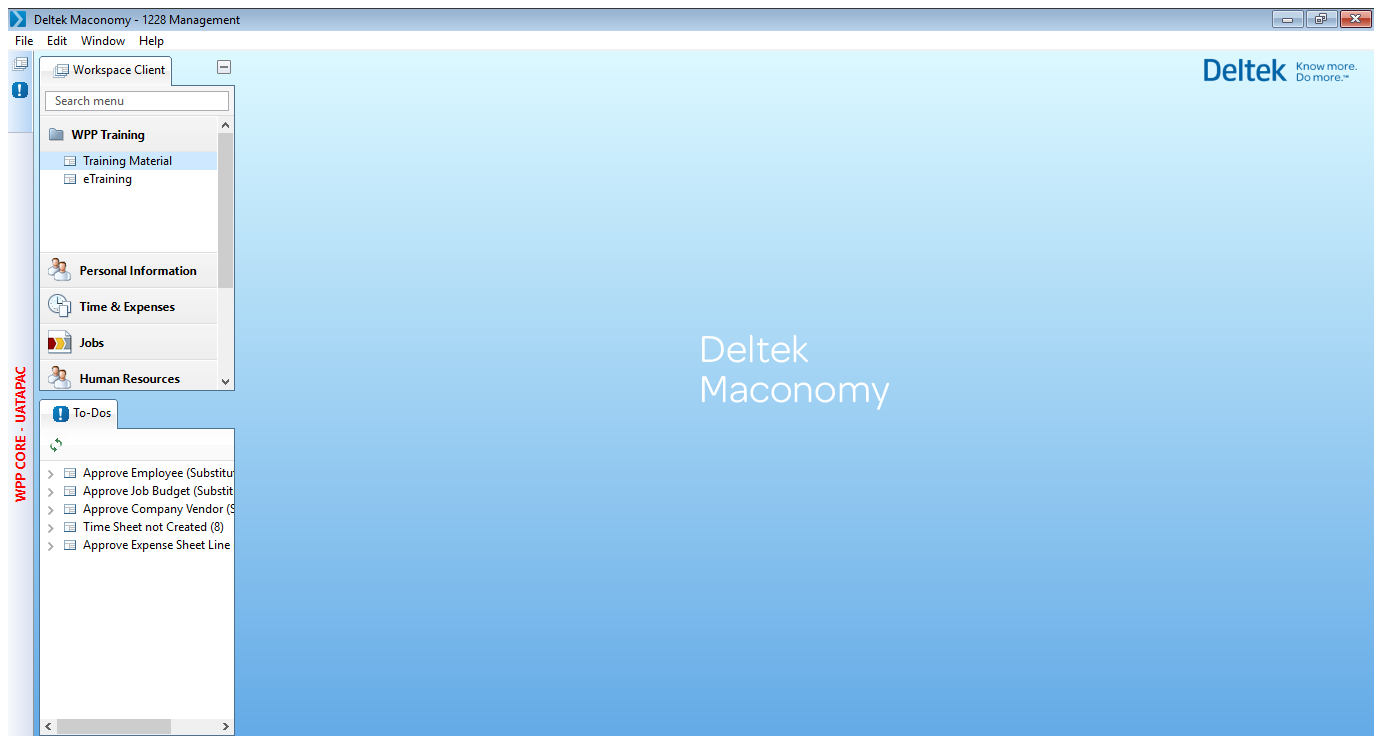 Deltek Maconomy - 1228 Management
File Edit Window Help
Workspace Client
Search menu
WPP Training
Training Material
eTraining
Personal Information
Time & Expenses
Jobs
Human Resources
WPP CORE - UATAPAC
To-Dos
Approve Employee (Substitu
Approve Job Budget (Substit
Approve Company Vendor (S
Time Sheet not Created (8)
Approve Expense Sheet Line
Deltek Know more.
Do more.™
Deltek
Maconomy